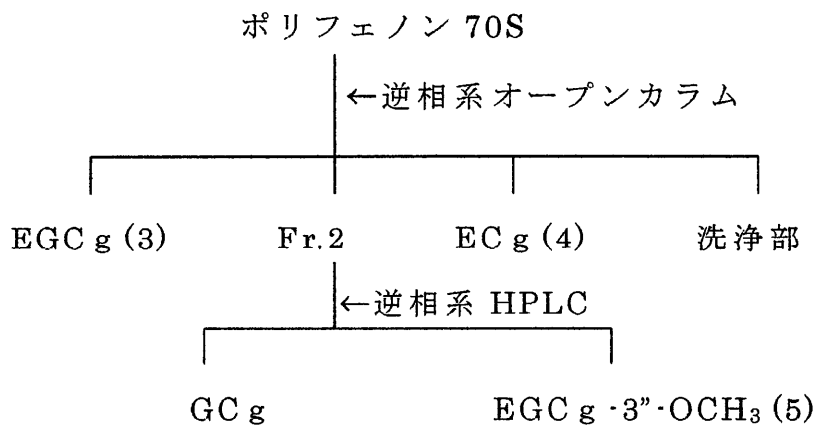 ポリフェノン 70S
←逆相系オープンカラム
EGCg (3) Fr.2 ECg (4) 洗浄部
←逆相系 HPLC
GCg EGCg・3”・OCH₃ (5)